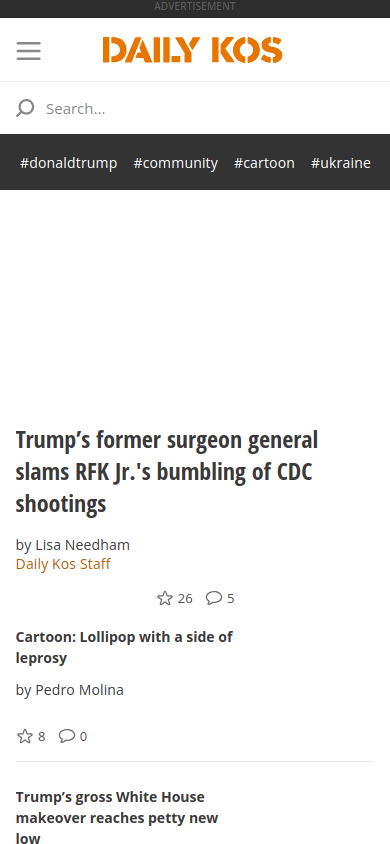 ADVERTISEMENT
DAILY KOS
Search...
#donaldtrump #community #cartoon #ukraine
Trump’s former surgeon general
slams RFK Jr.'s bumbling of CDC
shootings
by Lisa Needham
Daily Kos Staff
26 5
Cartoon: Lollipop with a side of
leprosy
by Pedro Molina
8 0
Trump’s gross White House
makeover reaches petty new
low